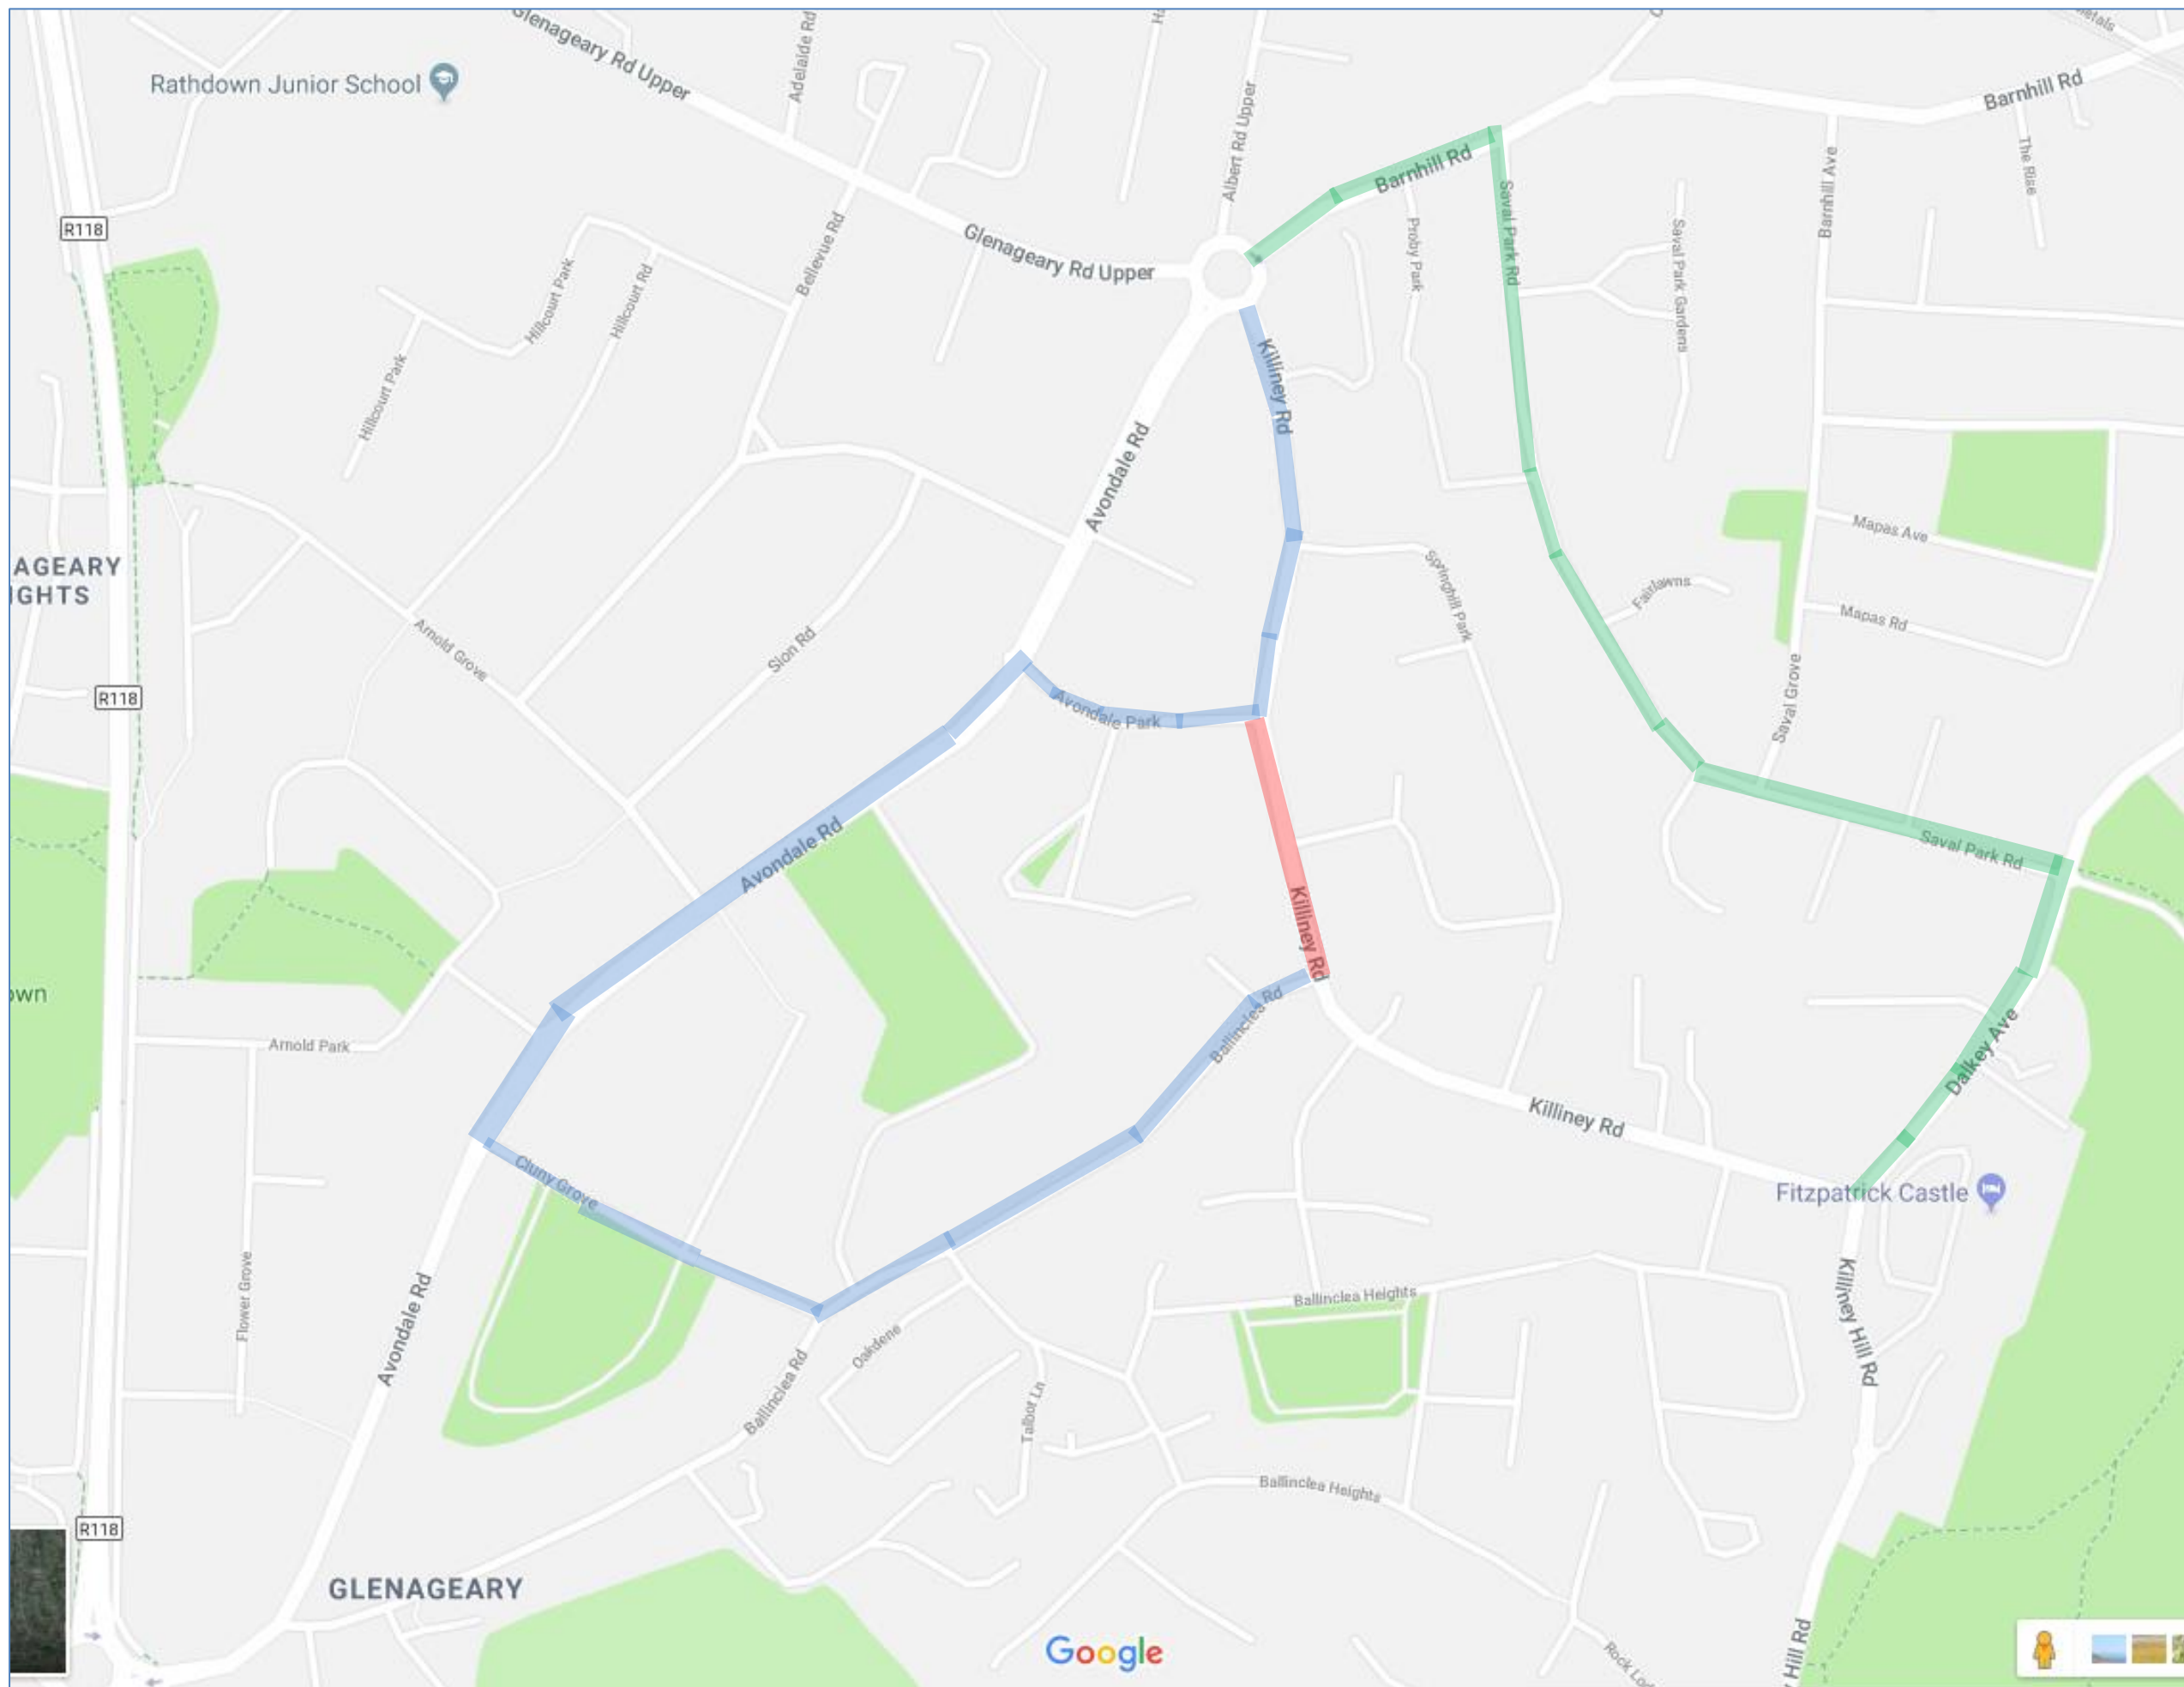 Glenageary Rd Upper
Adelaide Rd
Rathdown Junior School
Albert Rd Upper
Barnhill Rd
Barnhill Rd
The Rise
Barnhill Ave
R118
Bellevue Rd
Glenageary Rd Upper
Proby Park
Saval Park Rd
Saval Park Gardens
Hillcourt Park
Hillcourt Rd
Hillcourt Park
Killiney Rd
Avondale Rd
Mapas Ave
AGEARY
IGHTS
Springhill Park
Fairlawns
Mapas Rd
Arnold Grove
Sion Rd
R118
Saval Grove
Avondale Park
Avondale Rd
Saval Park Rd
Killiney Rd
own
Ballinclea Rd
Arnold Park
Dalkey Ave
Killiney Rd
Cluny Grove
Fitzpatrick Castle
Flower Grove
Avondale Rd
Ballinclea Heights
Killiney Hill Rd
Oakdene
Ballinclea Rd
Talbot Ln
Ballinclea Heights
R118
GLENAGEARY
Google
Hill Rd
Rock Lod